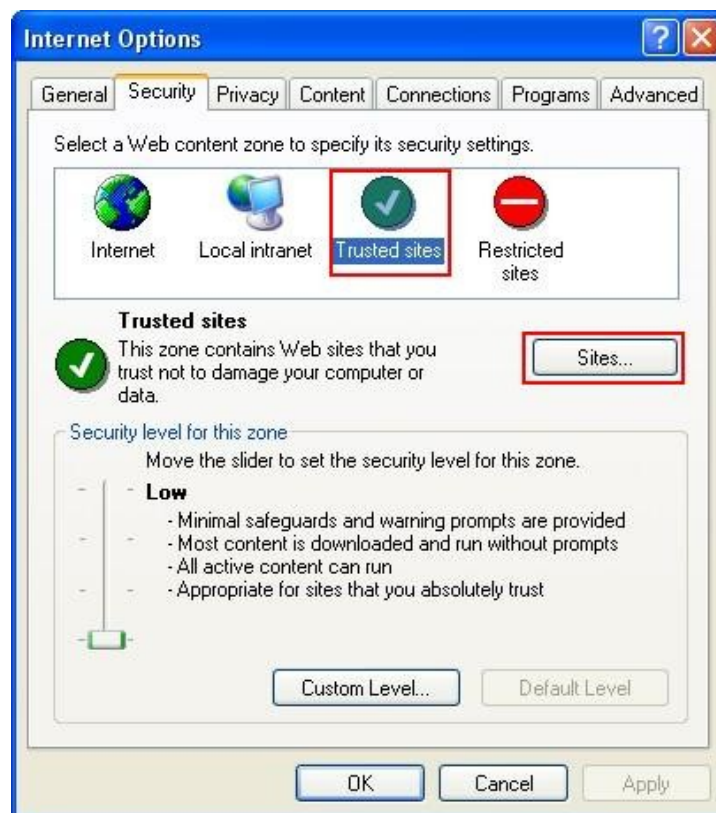 Internet Options
General Security Privacy Content Connections Programs Advanced
Select a Web content zone to specify its security settings.
Internet Local intranet Trusted sites Restricted
sites
Trusted sites
This zone contains Web sites that you
trust not to damage your computer or
data.
Sites...
Security level for this zone
Move the slider to set the security level for this zone.
Low
- Minimal safeguards and warning prompts are provided
- Most content is downloaded and run without prompts
- All active content can run
- Appropriate for sites that you absolutely trust
Custom Level... Default Level
OK Cancel Apply